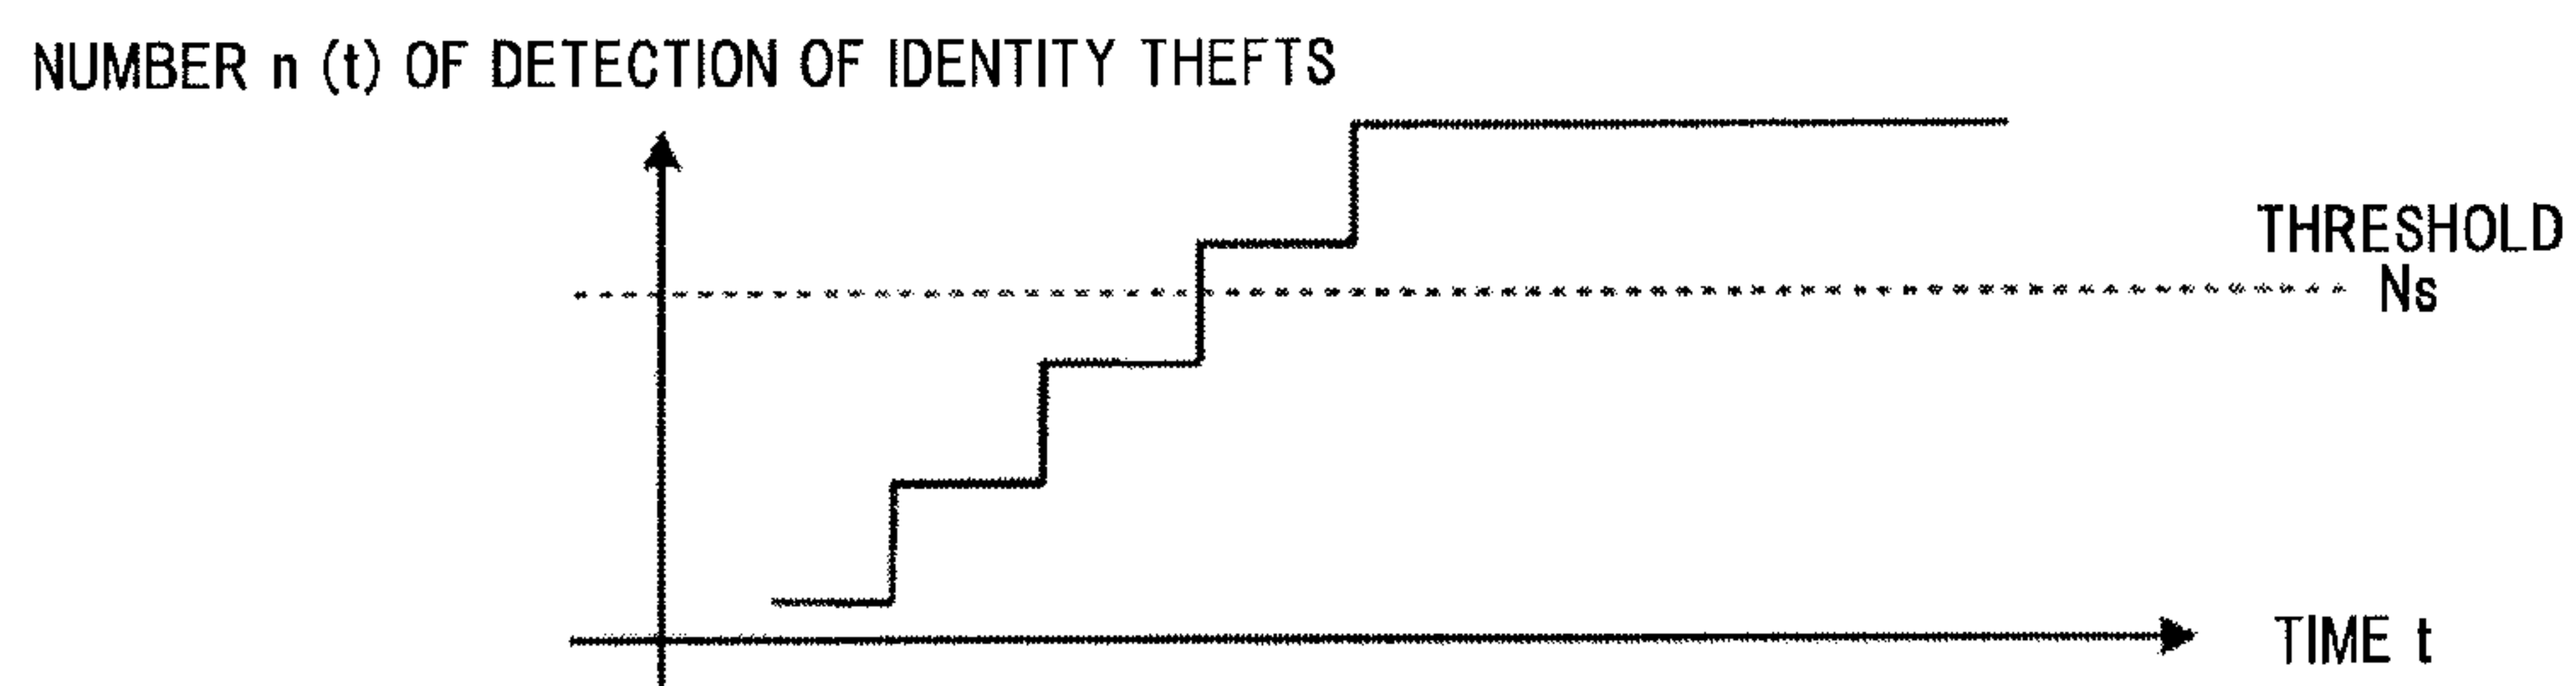 NUMBER n (t) OF DETECTION OF IDENTITY THEFTS
THRESHOLD
Ns
TIME t